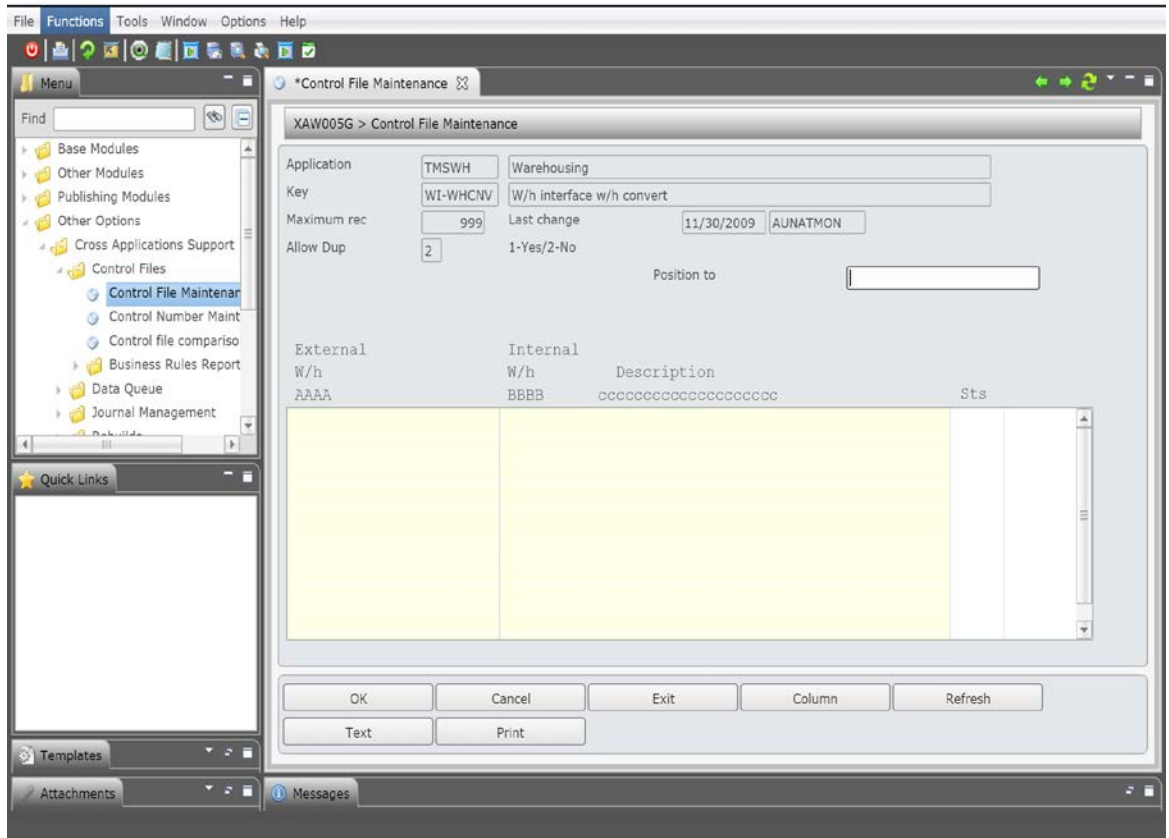 File Functions Tools Window Options Help
Menu
Find
Base Modules
Other Modules
Publishing Modules
Other Options
Cross Applications Support
Control Files
Control File Maintenar
Control Number Maint
Control file compariso
Business Rules Report
Data Queue
Journal Management
Rebuilds
Quick Links
Templates
Attachments
*Control File Maintenance
XAW005G > Control File Maintenance
Application TMSWH Warehousing
Key WI-WHCNV W/h interface w/h convert
Maximum rec 999 Last change 11/30/2009 AUNATMON
Allow Dup 2 1-Yes/2-No
Position to
External Internal
W/h W/h Description
AAAA BBBB cccccccccccccccccccc Sts
OK Cancel Exit Column Refresh
Text Print
Messages